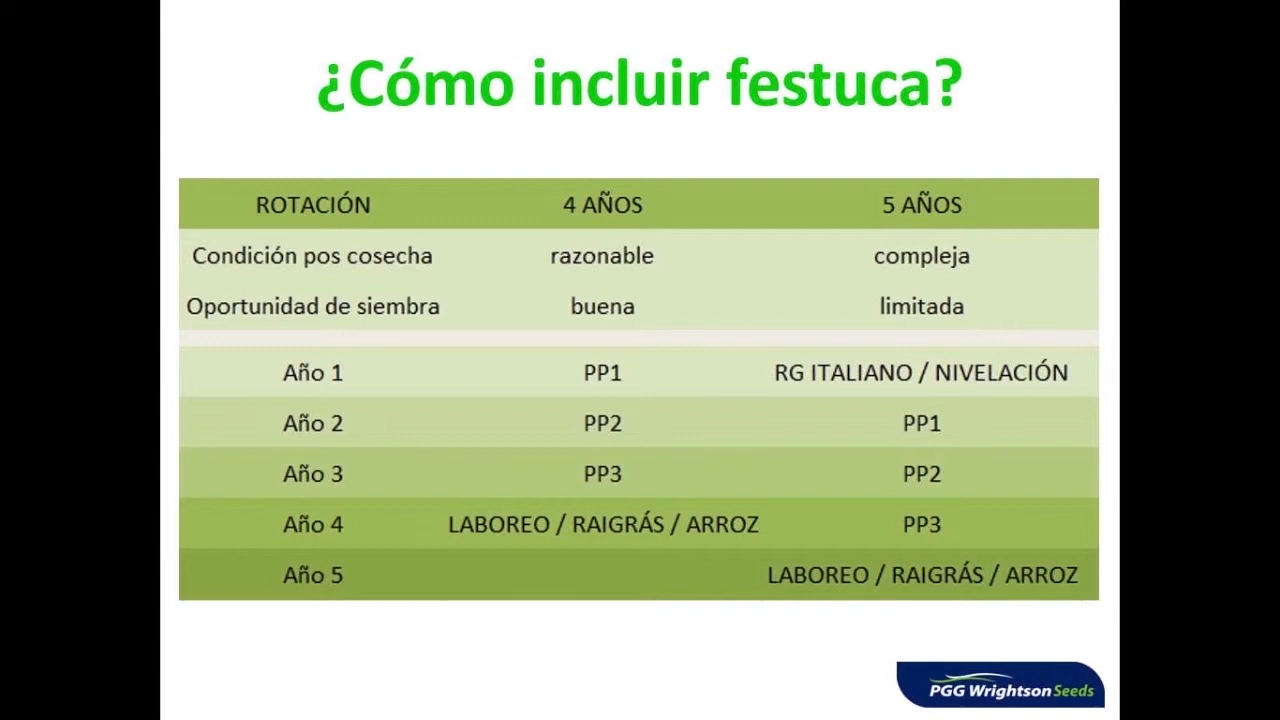 ¿Cómo incluir festuca?
ROTACIÓN 4 AÑOS 5 AÑOS
Condición pos cosecha razonable compleja
Oportunidad de siembra buena limitada
Año 1 PP1 RG ITALIANO / NIVELACIÓN
Año 2 PP2 PP1
Año 3 PP3 PP2
Año 4 LABOREO / RAIGRÁS / ARROZ PP3
Año 5 LABOREO / RAIGRÁS / ARROZ
PGG Wrightson Seeds